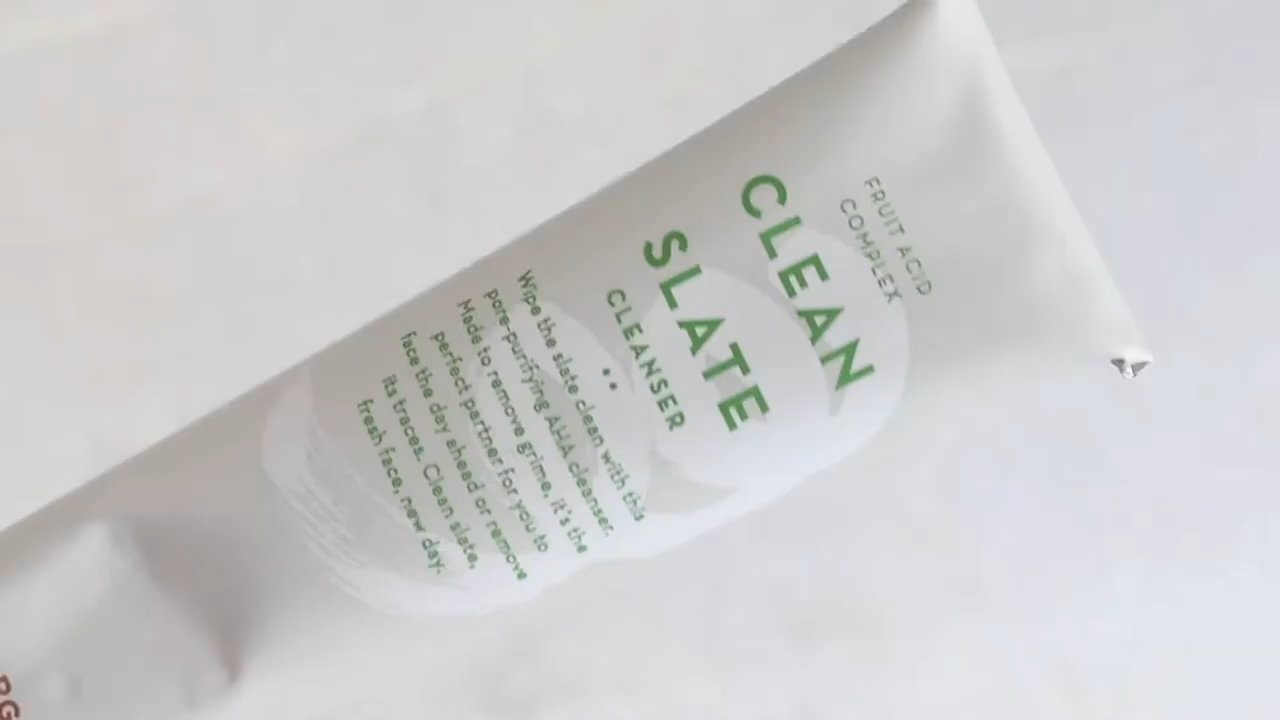 FRUIT ACID
COMPLEX
CLEAN
SLATE
CLEANSER
Wipe the slate clean with this
pore-purifying AHA cleanser.
Made to remove grime, it's the
perfect partner for you to
face the day ahead or remove
its traces. Clean slate,
fresh face, new day.